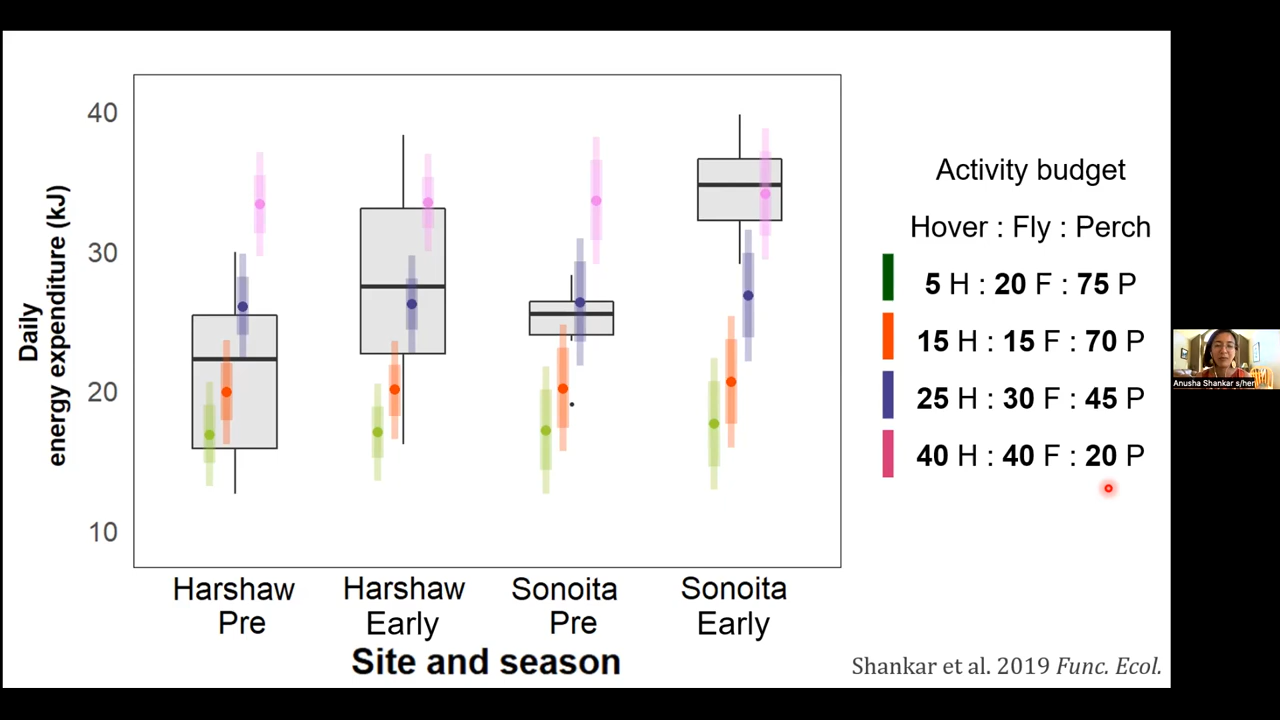 40
30
20
10
Daily
energy expenditure (kJ)
Harshaw Pre
Harshaw Early
Sonoita Pre
Sonoita Early
Site and season
Activity budget
Hover : Fly : Perch
5 H : 20 F : 75 P
15 H : 15 F : 70 P
25 H : 30 F : 45 P
40 H : 40 F : 20 P
Shankar et al. 2019 Func. Ecol.
Anusha Shankar s/her